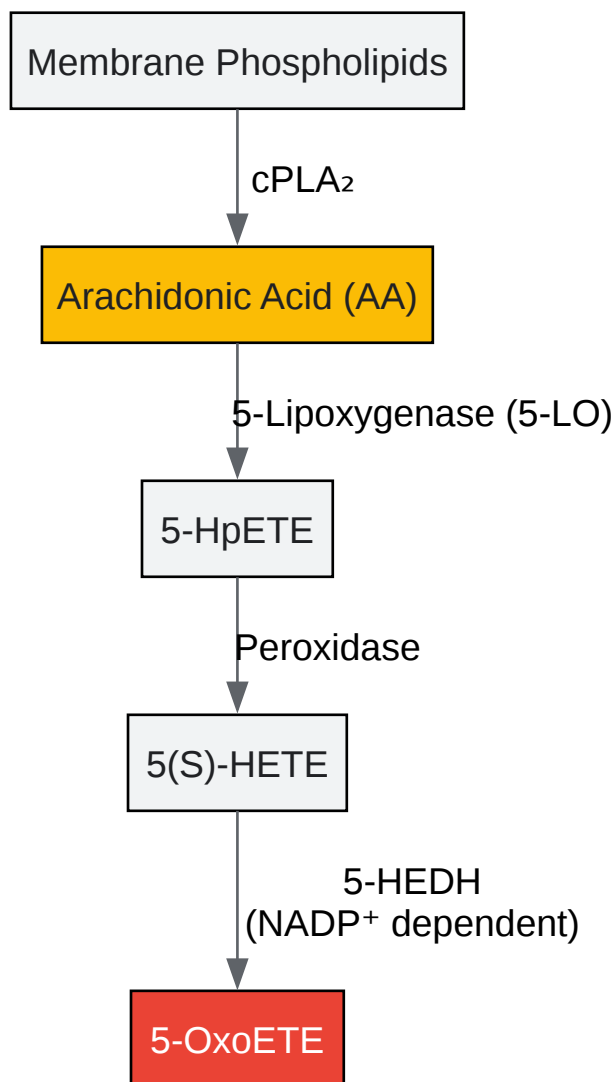 Membrane Phospholipids
cPLA₂
Arachidonic Acid (AA)
5-Lipoxygenase (5-LO)
5-HpETE
Peroxidase
5(S)-HETE
5-HEDH
(NADP⁺ dependent)
5-OxoETE